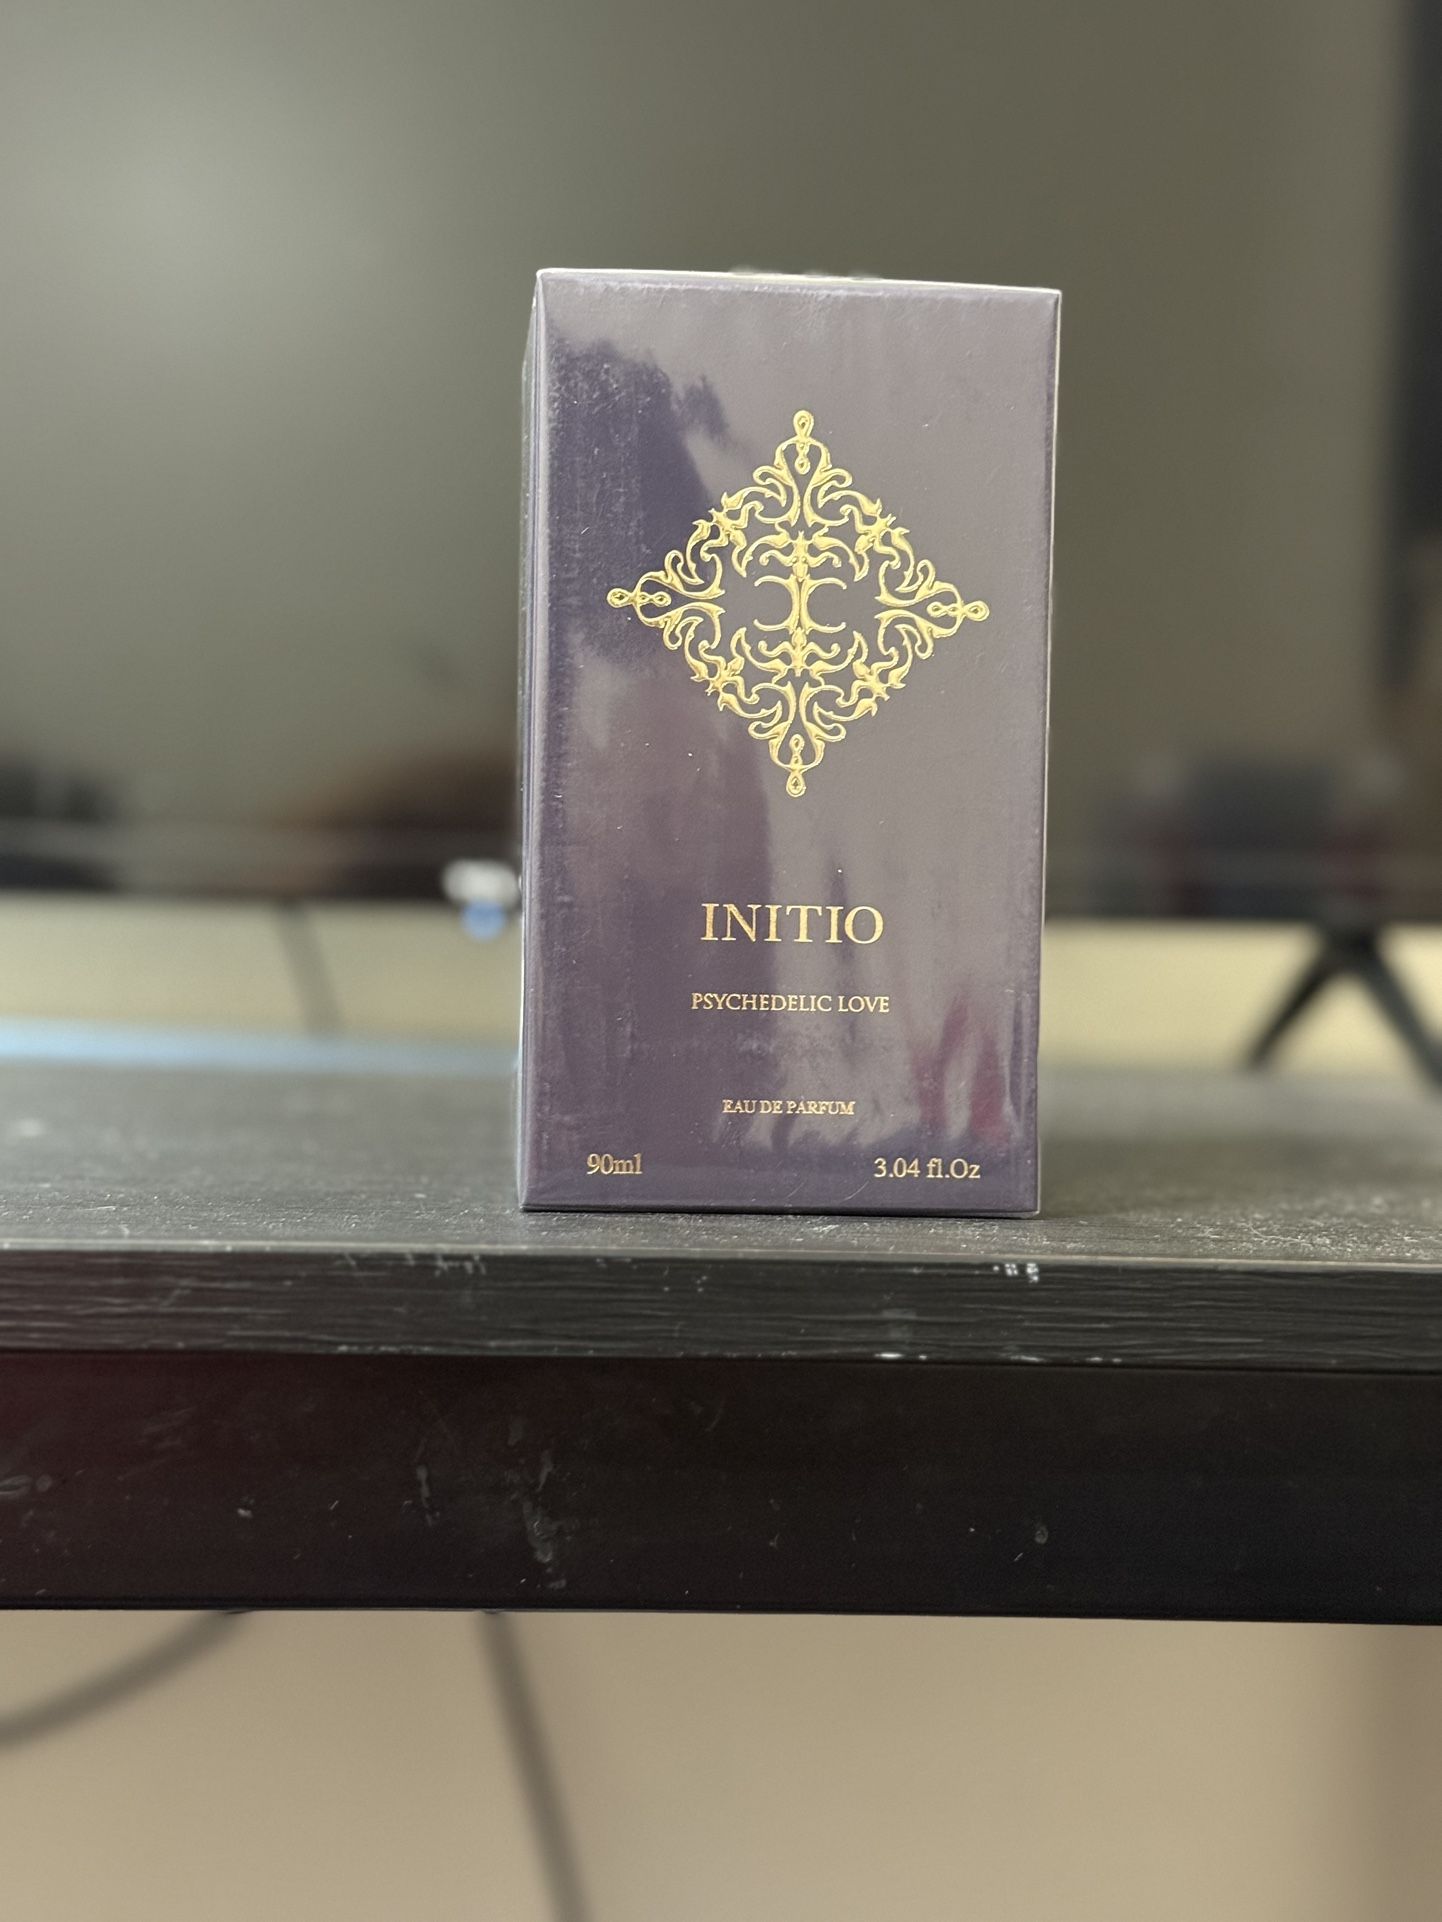 INITIO
PSYCHEDELIC LOVE
EAU DE PARFUM
90ml
3.04 fl.Oz